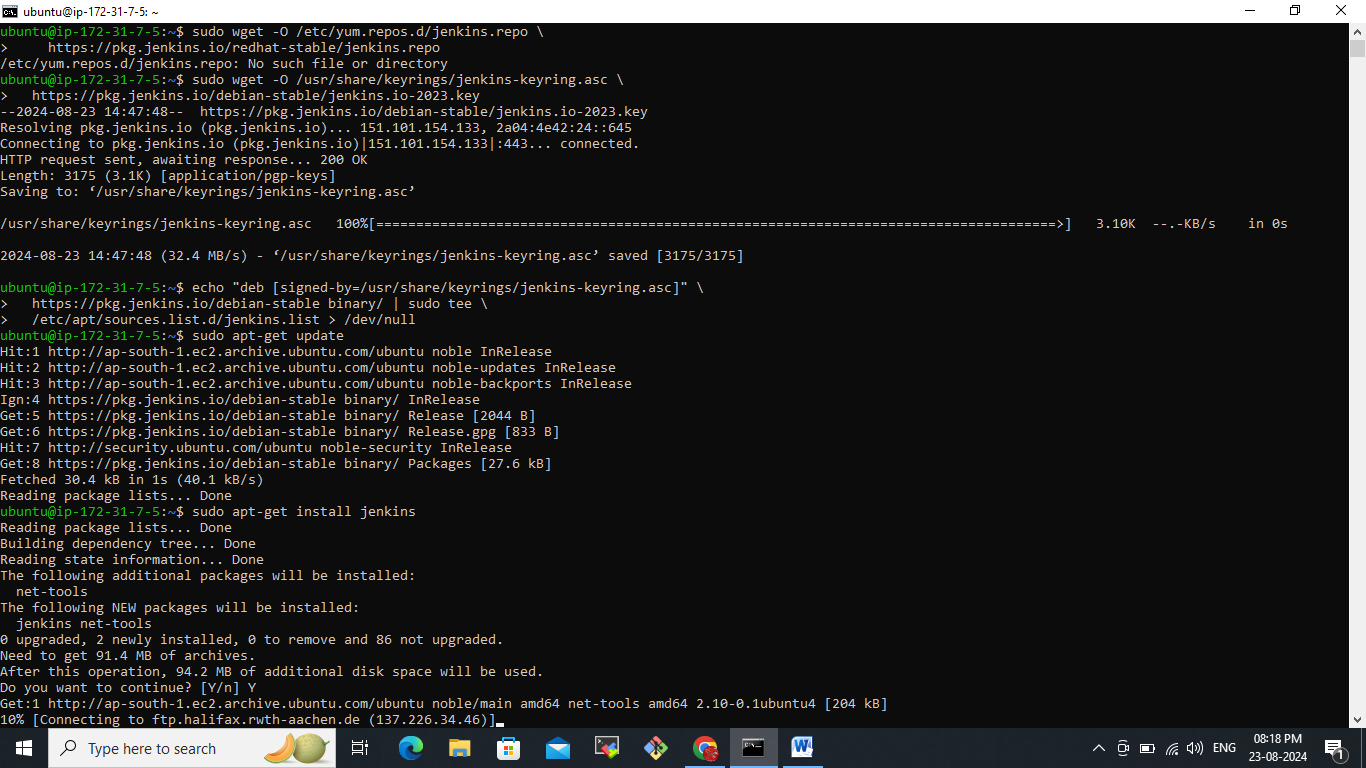 ubuntu@ip-172-31-7-5: ~
ubuntu@ip-172-31-7-5:~$ sudo wget -O /etc/yum.repos.d/jenkins.repo \
>     https://pkg.jenkins.io/redhat-stable/jenkins.repo
/etc/yum.repos.d/jenkins.repo: No such file or directory
ubuntu@ip-172-31-7-5:~$ sudo wget -O /usr/share/keyrings/jenkins-keyring.asc \
>   https://pkg.jenkins.io/debian-stable/jenkins.io-2023.key
--2024-08-23 14:47:48--  https://pkg.jenkins.io/debian-stable/jenkins.io-2023.key
Resolving pkg.jenkins.io (pkg.jenkins.io)... 151.101.154.133, 2a04:4e42:24::645
Connecting to pkg.jenkins.io (pkg.jenkins.io)|151.101.154.133|:443... connected.
HTTP request sent, awaiting response... 200 OK
Length: 3175 (3.1K) [application/pgp-keys]
Saving to: ‘/usr/share/keyrings/jenkins-keyring.asc’
/usr/share/keyrings/jenkins-keyring.asc   100%[=====================================================================================>]   3.10K  --.-KB/s    in 0s
2024-08-23 14:47:48 (32.4 MB/s) - ‘/usr/share/keyrings/jenkins-keyring.asc’ saved [3175/3175]
ubuntu@ip-172-31-7-5:~$ echo "deb [signed-by=/usr/share/keyrings/jenkins-keyring.asc]" \
>   https://pkg.jenkins.io/debian-stable binary/ | sudo tee \
>   /etc/apt/sources.list.d/jenkins.list > /dev/null
ubuntu@ip-172-31-7-5:~$ sudo apt-get update
Hit:1 http://ap-south-1.ec2.archive.ubuntu.com/ubuntu noble InRelease
Hit:2 http://ap-south-1.ec2.archive.ubuntu.com/ubuntu noble-updates InRelease
Hit:3 http://ap-south-1.ec2.archive.ubuntu.com/ubuntu noble-backports InRelease
Ign:4 https://pkg.jenkins.io/debian-stable binary/ InRelease
Get:5 https://pkg.jenkins.io/debian-stable binary/ Release [2044 B]
Get:6 https://pkg.jenkins.io/debian-stable binary/ Release.gpg [833 B]
Hit:7 http://security.ubuntu.com/ubuntu noble-security InRelease
Get:8 https://pkg.jenkins.io/debian-stable binary/ Packages [27.6 kB]
Fetched 30.4 kB in 1s (40.1 kB/s)
Reading package lists... Done
ubuntu@ip-172-31-7-5:~$ sudo apt-get install jenkins
Reading package lists... Done
Building dependency tree... Done
Reading state information... Done
The following additional packages will be installed:
  net-tools
The following NEW packages will be installed:
  jenkins net-tools
0 upgraded, 2 newly installed, 0 to remove and 86 not upgraded.
Need to get 91.4 MB of archives.
After this operation, 94.2 MB of additional disk space will be used.
Do you want to continue? [Y/n] Y
Get:1 http://ap-south-1.ec2.archive.ubuntu.com/ubuntu noble/main amd64 net-tools amd64 2.10-0.1ubuntu4 [204 kB]
10% [Connecting to ftp.halifax.rwth-aachen.de (137.226.34.46)]
Type here to search
ENG
08:18 PM
23-08-2024
1